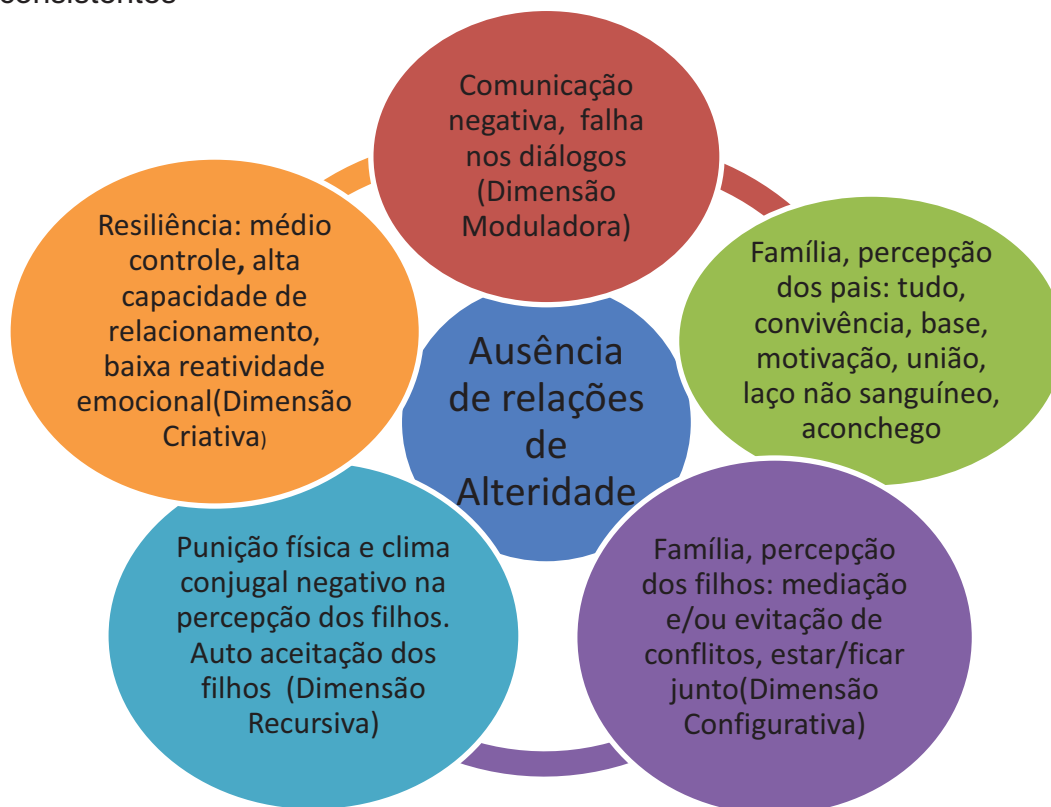 Comunicação
negativa,  falha
nos diálogos
(Dimensão
Moduladora)
Família, percepção
dos pais: tudo,
convivência, base,
motivação, união,
laço não sanguíneo,
aconchego
Família, percepção
dos filhos: mediação
e/ou evitação de
conflitos, estar/ficar
junto(Dimensão
Configurativa)
Punição física e clima
conjugal negativo na
percepção dos filhos.
Auto aceitação dos
filhos  (Dimensão
Recursiva)
Resiliência: médio
controle, alta
capacidade de
relacionamento,
baixa reatividade
emocional(Dimensão
Criativa)
Ausência
de relações
de
Alteridade